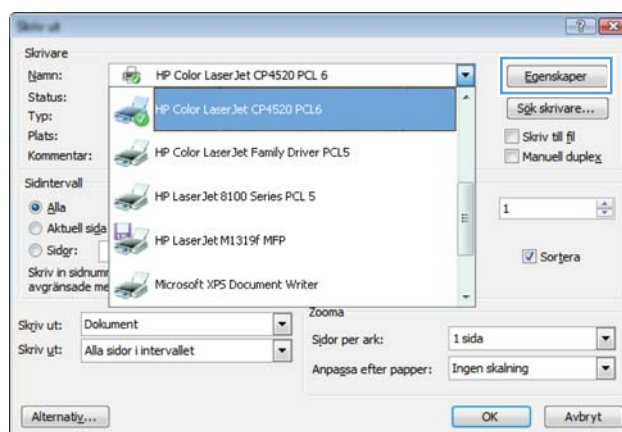 Skriv ut
Skrivare
Namn: HP Color LaserJet CP4520 PCL 6
Egenskaper
Status:
HP Color LaserJet CP4520 PCL6
Sök skrivare...
Typ:
Plats:
Skriv till fil
Kommentar:
HP Color LaserJet Family Driver PCL5
Manuell duplex
Sidintervall
HP LaserJet 8100 Series PCL 5
Alla
1
Aktuell sida
HP LaserJet M1319f MFP
Sidor:
Sortera
Skriv in sidnumr
avgränsade me
Microsoft XPS Document Writer
Zooma
Skriv ut: Dokument
Sidor per ark: 1 sida
Skriv ut: Alla sidor i intervallet
Anpassa efter papper: Ingen skalning
Alternativ...
OK
Avbryt